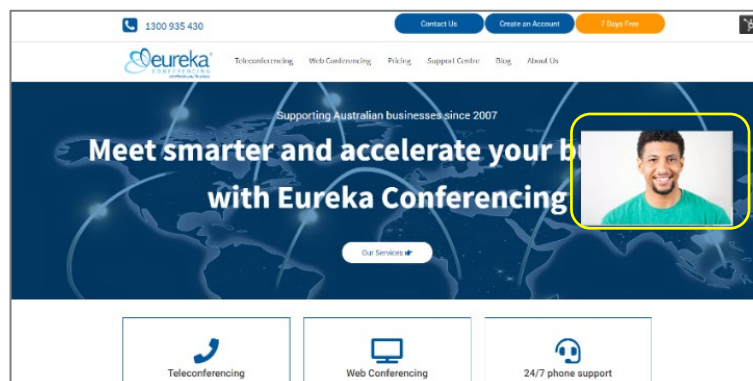 1300 935 430
Contact Us
Create an Account
7 Days Free
eureka
CONFERENCING
Teleconferencing
Web Conferencing
Pricing
Support Centre
Blog
About Us
Supporting Australian businesses since 2007
Meet smarter and accelerate your bu
with Eureka Conferencing
Our Services
Teleconferencing
Web Conferencing
24/7 phone support